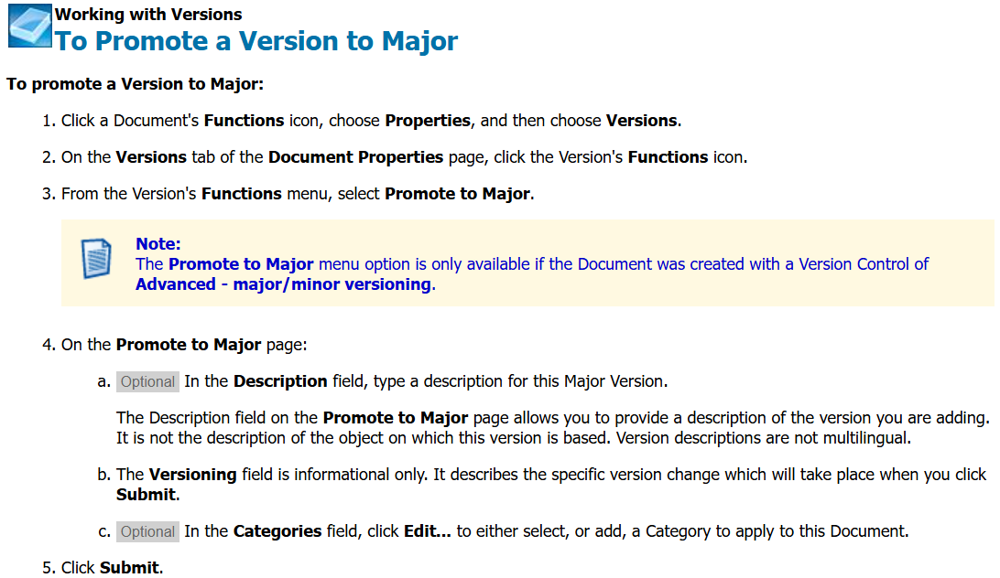 Working with Versions
To Promote a Version to Major
To promote a Version to Major:
1. Click a Document's Functions icon, choose Properties, and then choose Versions.
2. On the Versions tab of the Document Properties page, click the Version's Functions icon.
3. From the Version's Functions menu, select Promote to Major.
Note:
The Promote to Major menu option is only available if the Document was created with a Version Control of
Advanced - major/minor versioning.
4. On the Promote to Major page:
a. Optional In the Description field, type a description for this Major Version.
The Description field on the Promote to Major page allows you to provide a description of the version you are adding.
It is not the description of the object on which this version is based. Version descriptions are not multilingual.
b. The Versioning field is informational only. It describes the specific version change which will take place when you click
Submit.
c. Optional In the Categories field, click Edit... to either select, or add, a Category to apply to this Document.
5. Click Submit.